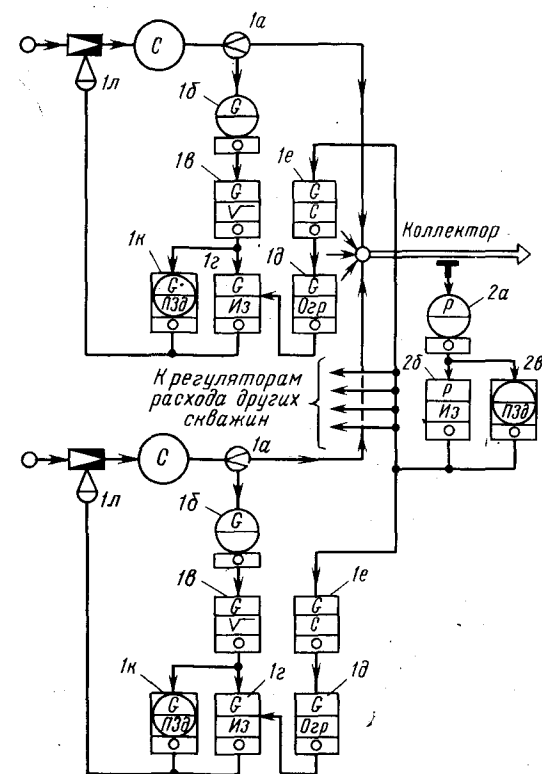 1а
С
1л
1б
G
1в
G
√
1е
G
С
1к
G
ПЗд
1г
G
Из
1д
G
Огр
Коллектор
Р
2а
2б
Р
Из
2в
ПЗд
К регуляторам
расхода других
скважин
1а
С
1л
1б
G
1в
G
√
1е
G
С
1к
G
ПЗд
1г
G
Из
1д
G
Огр